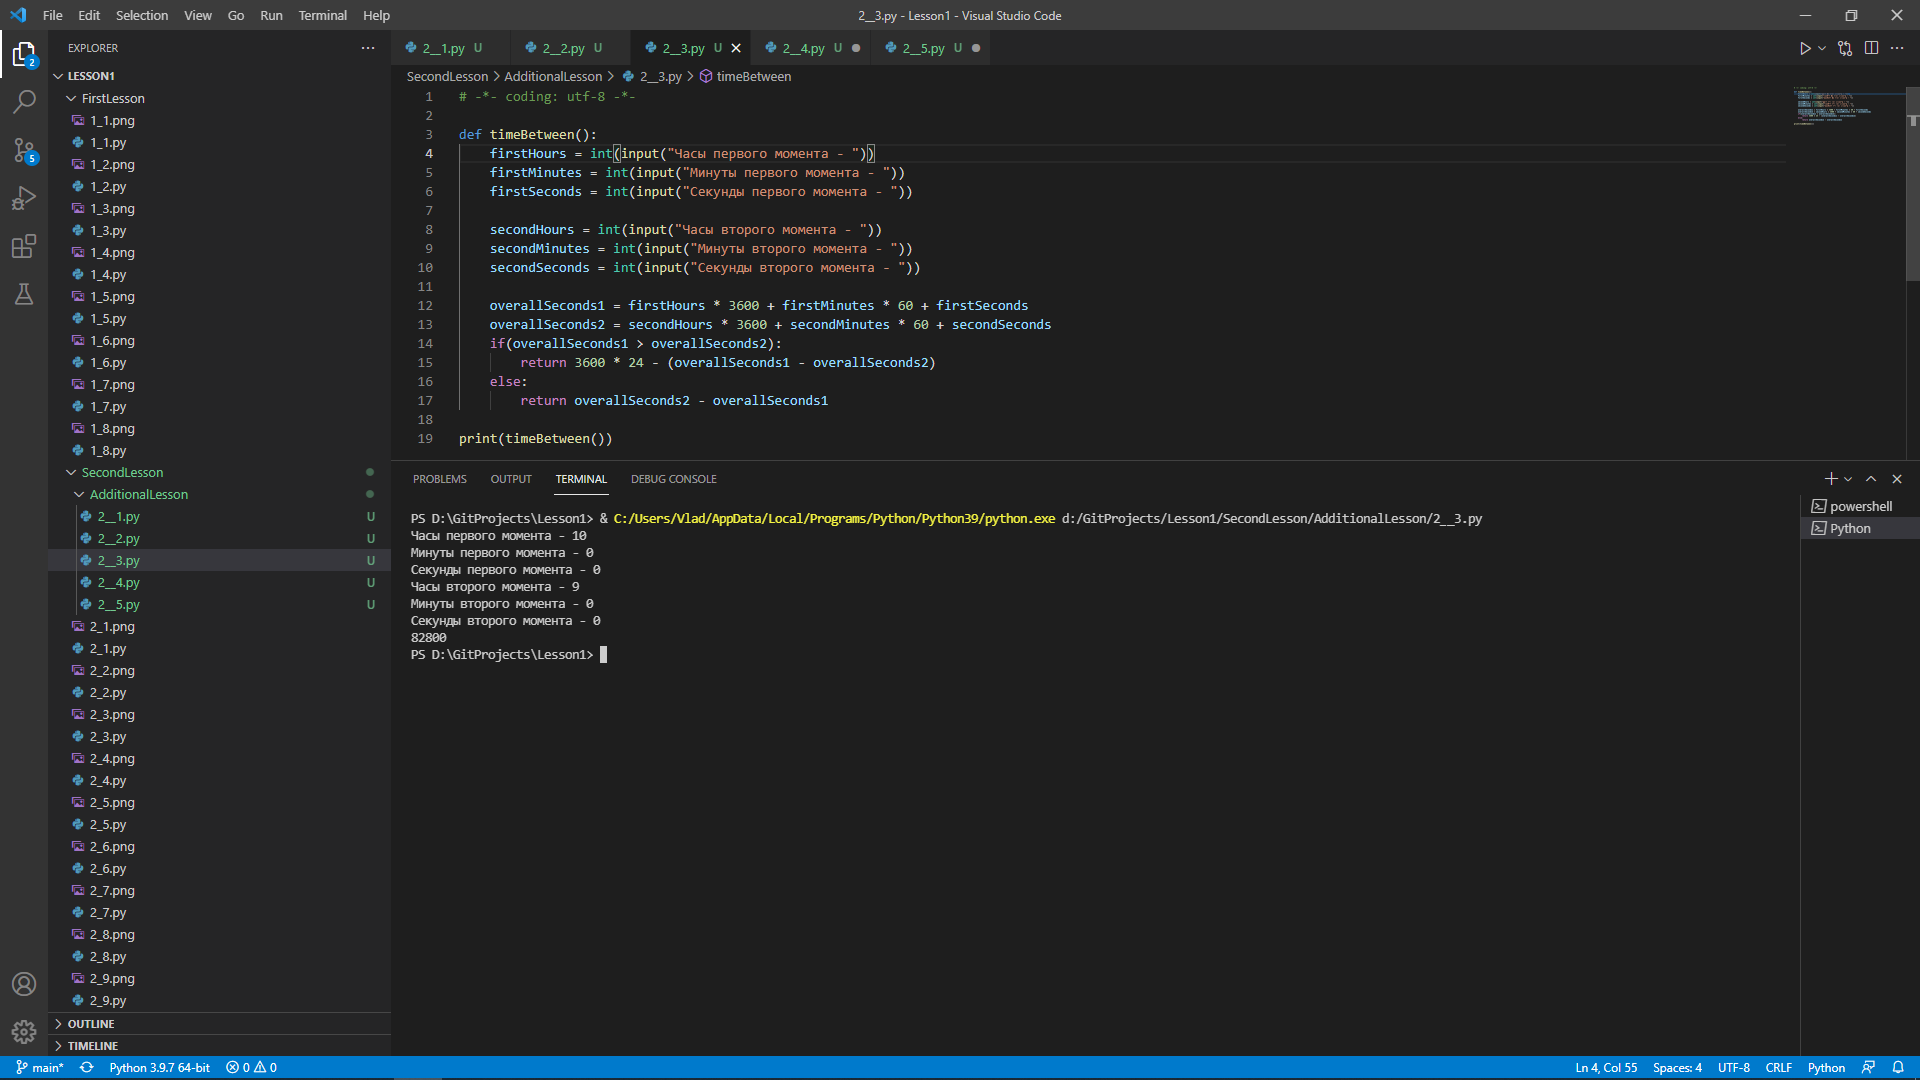 File Edit Selection View Go Run Terminal Help
2__3.py - Lesson1 - Visual Studio Code
EXPLORER
LESSON1
FirstLesson
1_1.png
1_1.py
1_2.png
1_2.py
1_3.png
1_3.py
1_4.png
1_4.py
1_5.png
1_5.py
1_6.png
1_6.py
1_7.png
1_7.py
1_8.png
1_8.py
SecondLesson
AdditionalLesson
2__1.py U
2__2.py U
2__3.py U
2__4.py U
2__5.py U
2_1.png
2_1.py
2_2.png
2_2.py
2_3.png
2_3.py
2_4.png
2_4.py
2_5.png
2_5.py
2_6.png
2_6.py
2_7.png
2_7.py
2_8.png
2_8.py
2_9.png
2_9.py
OUTLINE
TIMELINE
2
5
2__1.py U 2__2.py U 2__3.py U 2__4.py U 2__5.py U
SecondLesson > AdditionalLesson > 2__3.py > timeBetween
1 # -*- coding: utf-8 -*-
2
3 def timeBetween():
4 firstHours = int(input("Часы первого момента - "))
5 firstMinutes = int(input("Минуты первого момента - "))
6 firstSeconds = int(input("Секунды первого момента - "))
7
8 secondHours = int(input("Часы второго момента - "))
9 secondMinutes = int(input("Минуты второго момента - "))
10 secondSeconds = int(input("Секунды второго момента - "))
11
12 overallSeconds1 = firstHours * 3600 + firstMinutes * 60 + firstSeconds
13 overallSeconds2 = secondHours * 3600 + secondMinutes * 60 + secondSeconds
14 if(overallSeconds1 > overallSeconds2):
15 return 3600 * 24 - (overallSeconds1 - overallSeconds2)
16 else:
17 return overallSeconds2 - overallSeconds1
18
19 print(timeBetween())
PROBLEMS OUTPUT TERMINAL DEBUG CONSOLE
PS D:\GitProjects\Lesson1> & C:/Users/Vlad/AppData/Local/Programs/Python/Python39/python.exe d:/GitProjects/Lesson1/SecondLesson/AdditionalLesson/2__3.py
Часы первого момента - 10
Минуты первого момента - 0
Секунды первого момента - 0
Часы второго момента - 9
Минуты второго момента - 0
Секунды второго момента - 0
82800
PS D:\GitProjects\Lesson1>
powershell
Python
main* Python 3.9.7 64-bit 0 0 Ln 4, Col 55 Spaces: 4 UTF-8 CRLF Python